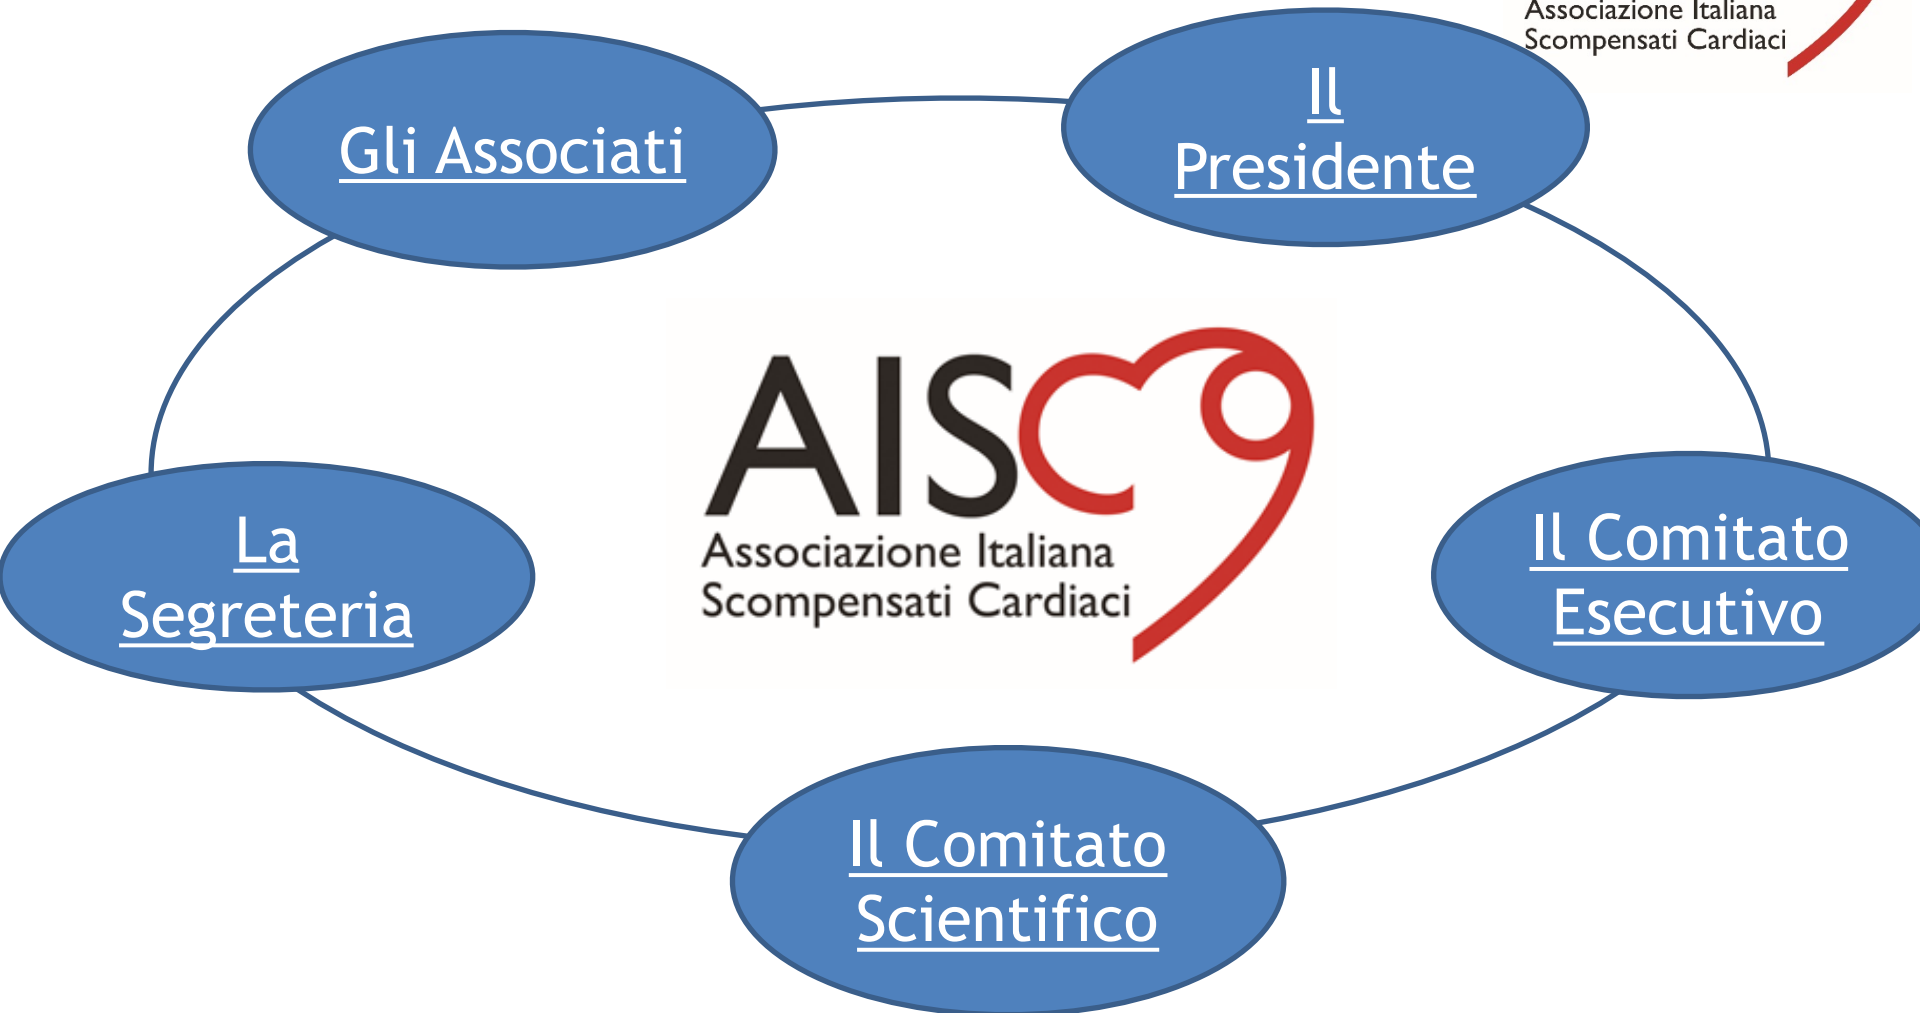 Associazione Italiana
Scompensati Cardiaci
Gli Associati
Il
Presidente
AISC
Associazione Italiana
Scompensati Cardiaci
La
Segreteria
Il Comitato
Esecutivo
Il Comitato
Scientifico